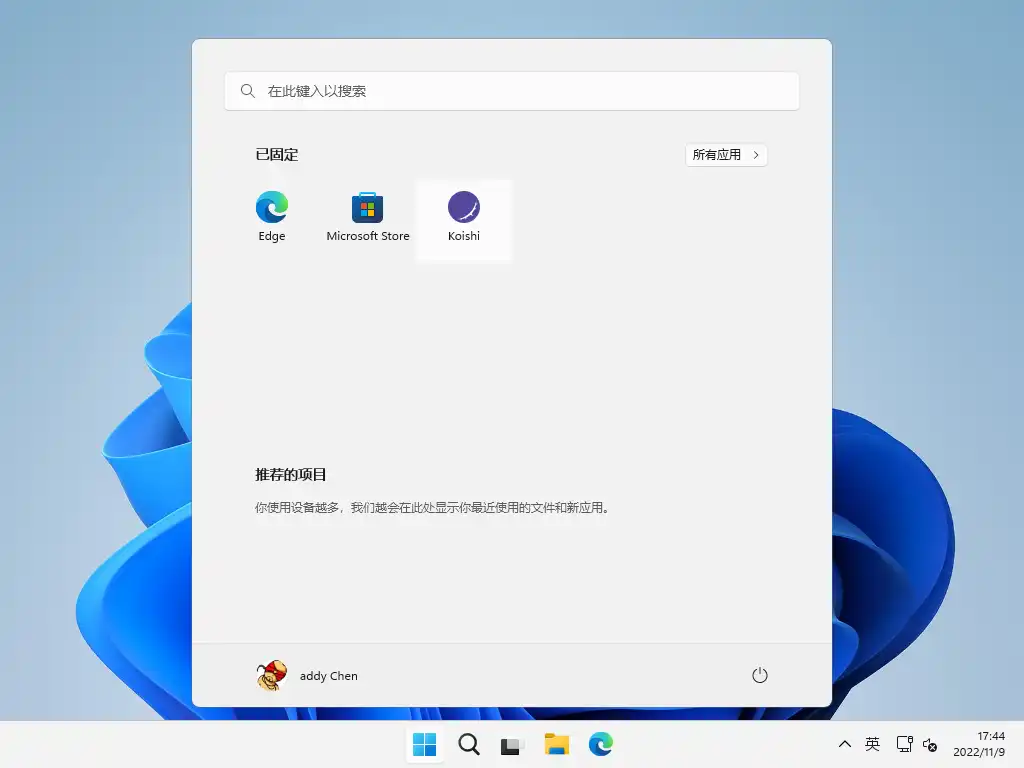 在此键入以搜索
已固定
所有应用
Edge
Microsoft Store
Koishi
推荐的项目
你使用设备越多，我们越会在此处显示你最近使用的文件和新应用。
addy Chen
英
17:44
2022/11/9